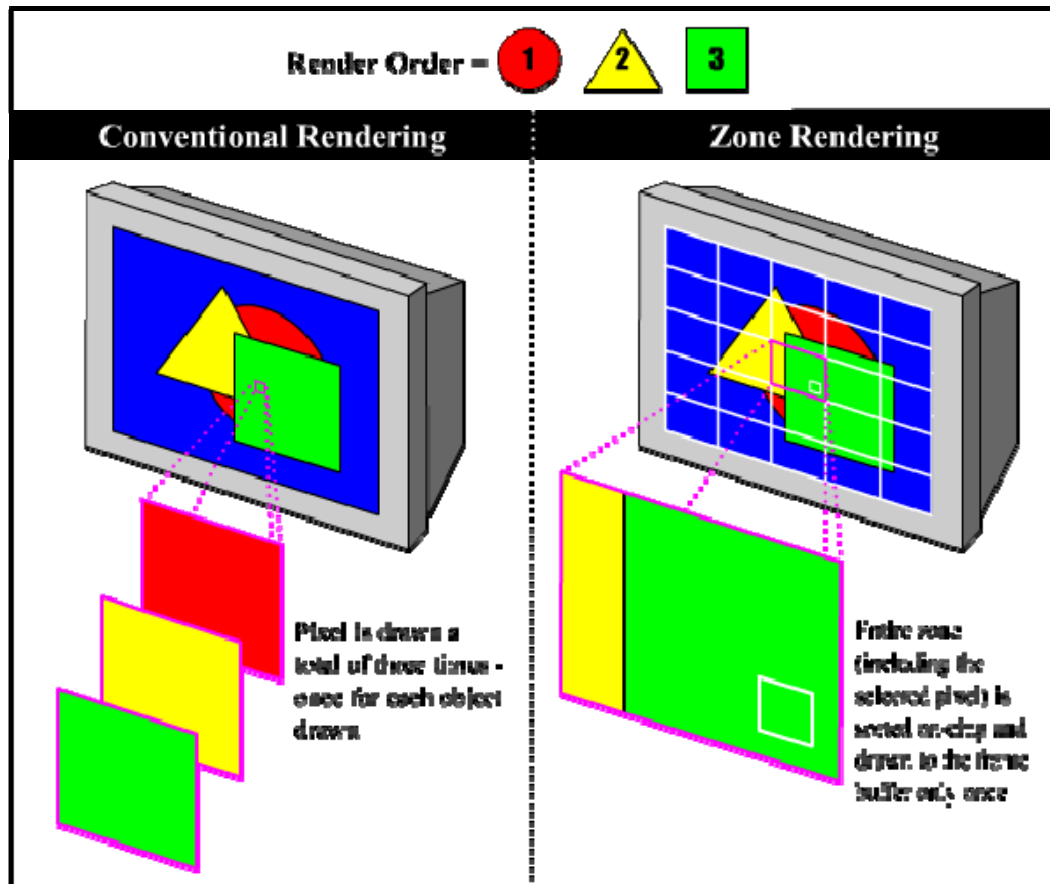 Render Order = 1 2 3
Conventional Rendering
Zone Rendering
Pixel is drawn a
total of three times -
once for each object
drawn
Entire zone
(including the
selected pixel) is
sorted on-chip and
drawn to the frame
buffer only once